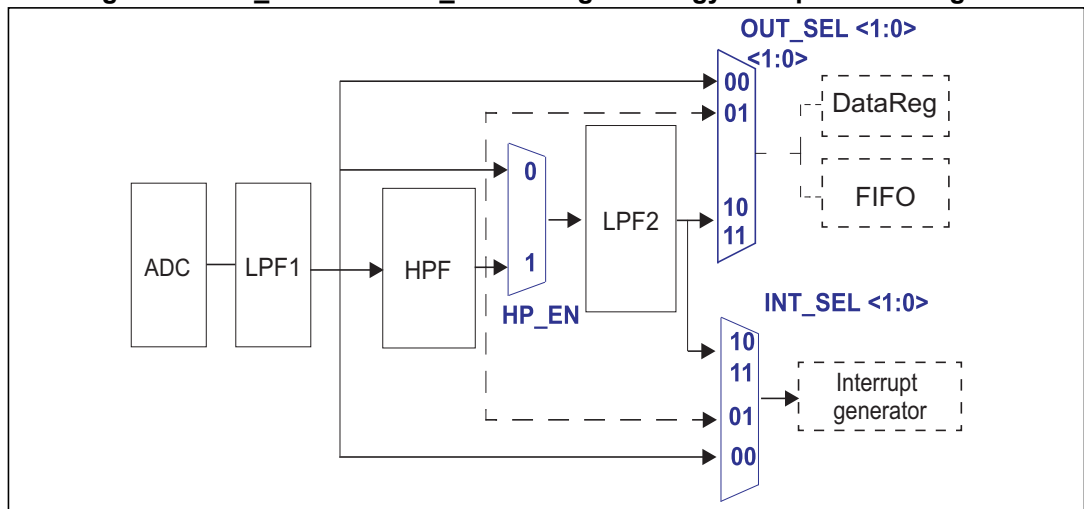 OUT_SEL <1:0>
<1:0>
00
01
DataReg
0
10
11
FIFO
ADC
LPF1
HPF
1
LPF2
HP_EN
INT_SEL <1:0>
10
11
01
00
Interrupt
generator